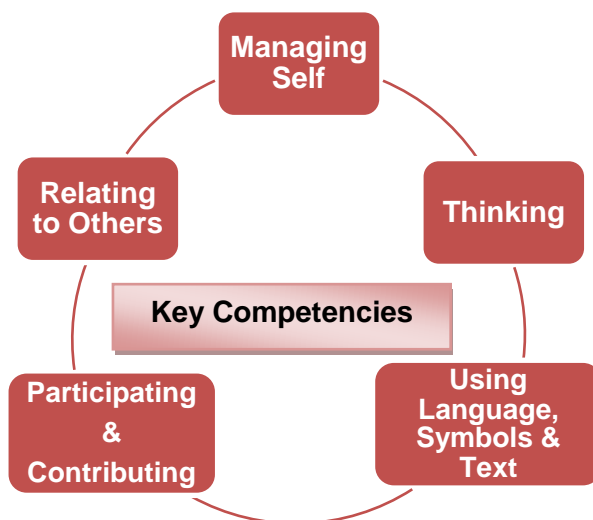 Managing
Self
Relating
to Others
Thinking
Key Competencies
Participating
&
Contributing
Using
Language,
Symbols &
Text